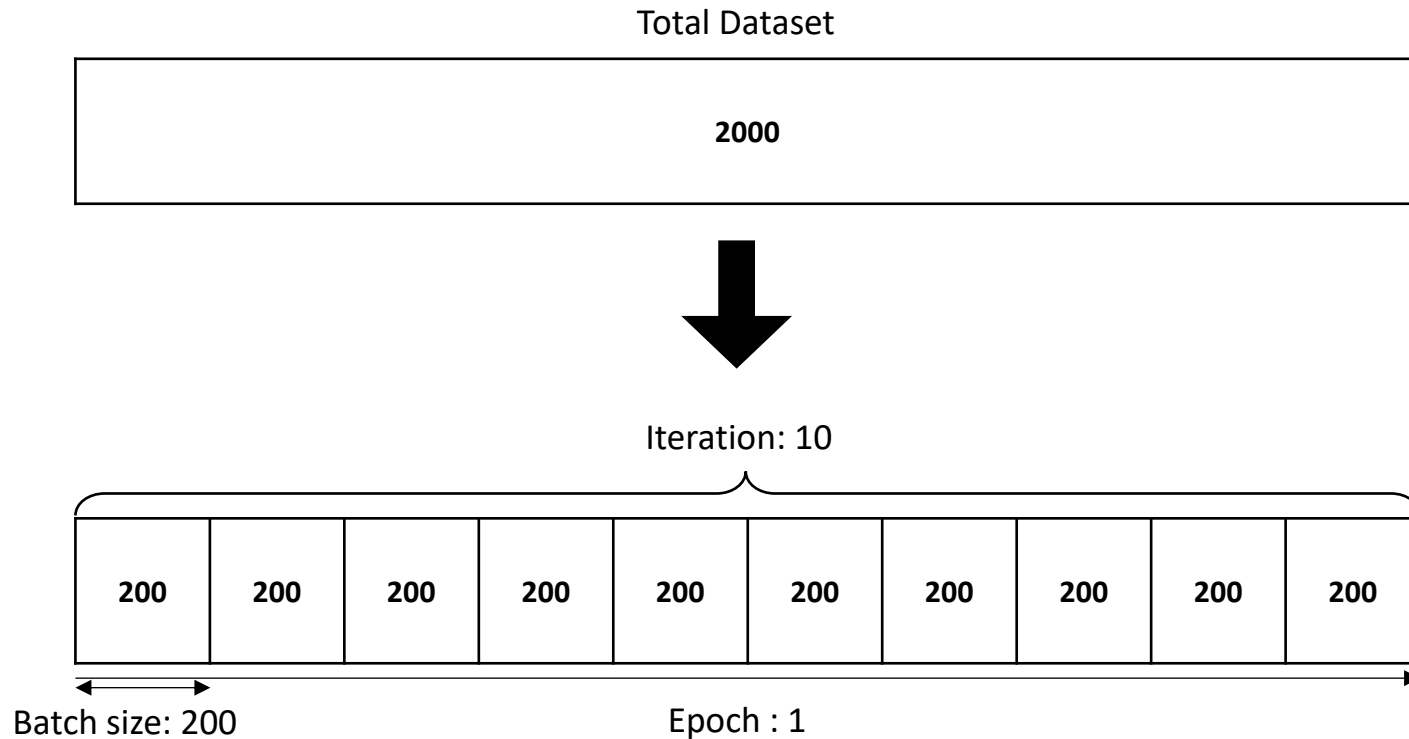 Total Dataset
2000
Iteration: 10
200 200 200 200 200 200 200 200 200 200
Batch size: 200
Epoch : 1